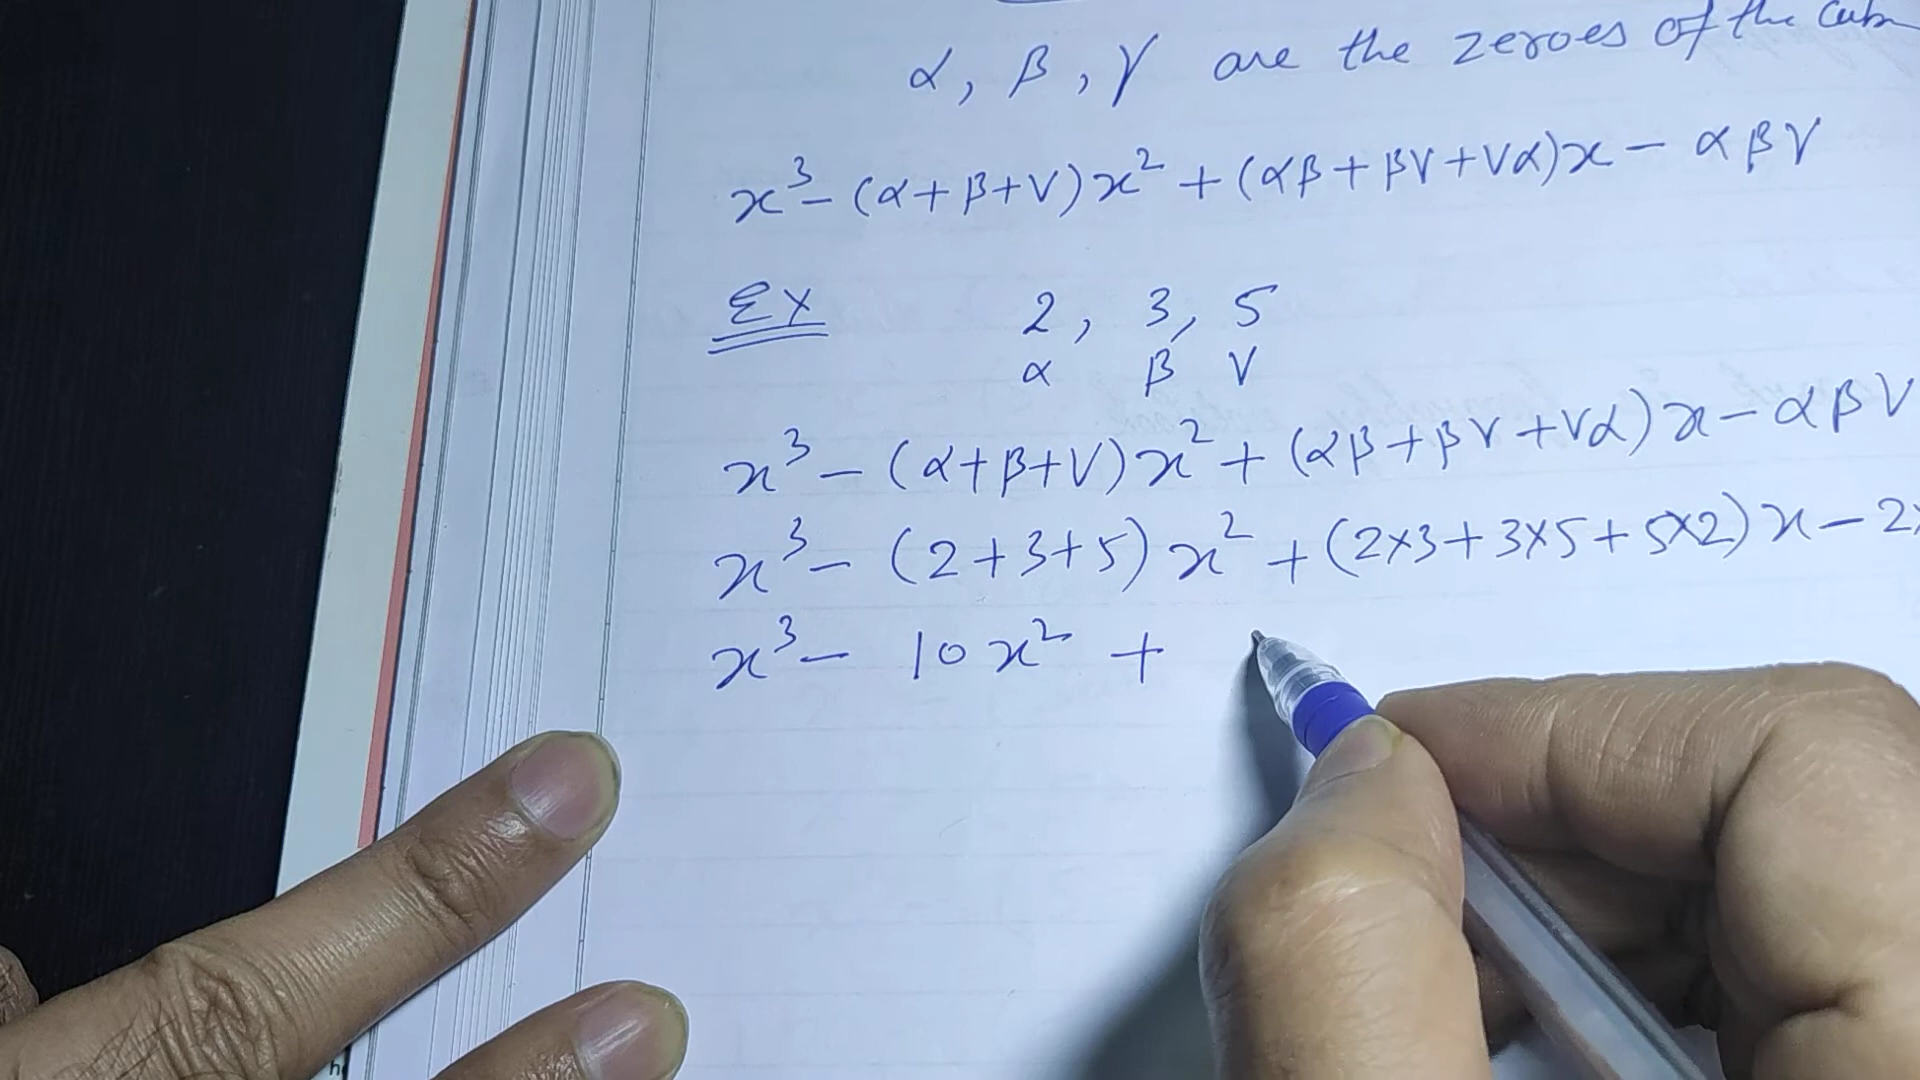 α, β, γ are the zeroes of the
x³ - (α+β+γ)x² + (αβ+βγ+γα)x - αβγ
Ex 2, 3, 5
α β γ
x³ - (α+β+γ)x² + (αβ+βγ+γα)x - αβγ
x³ - (2+3+5)x² + (2×3+3×5+5×2)x - 2×
x³ - 10x² +